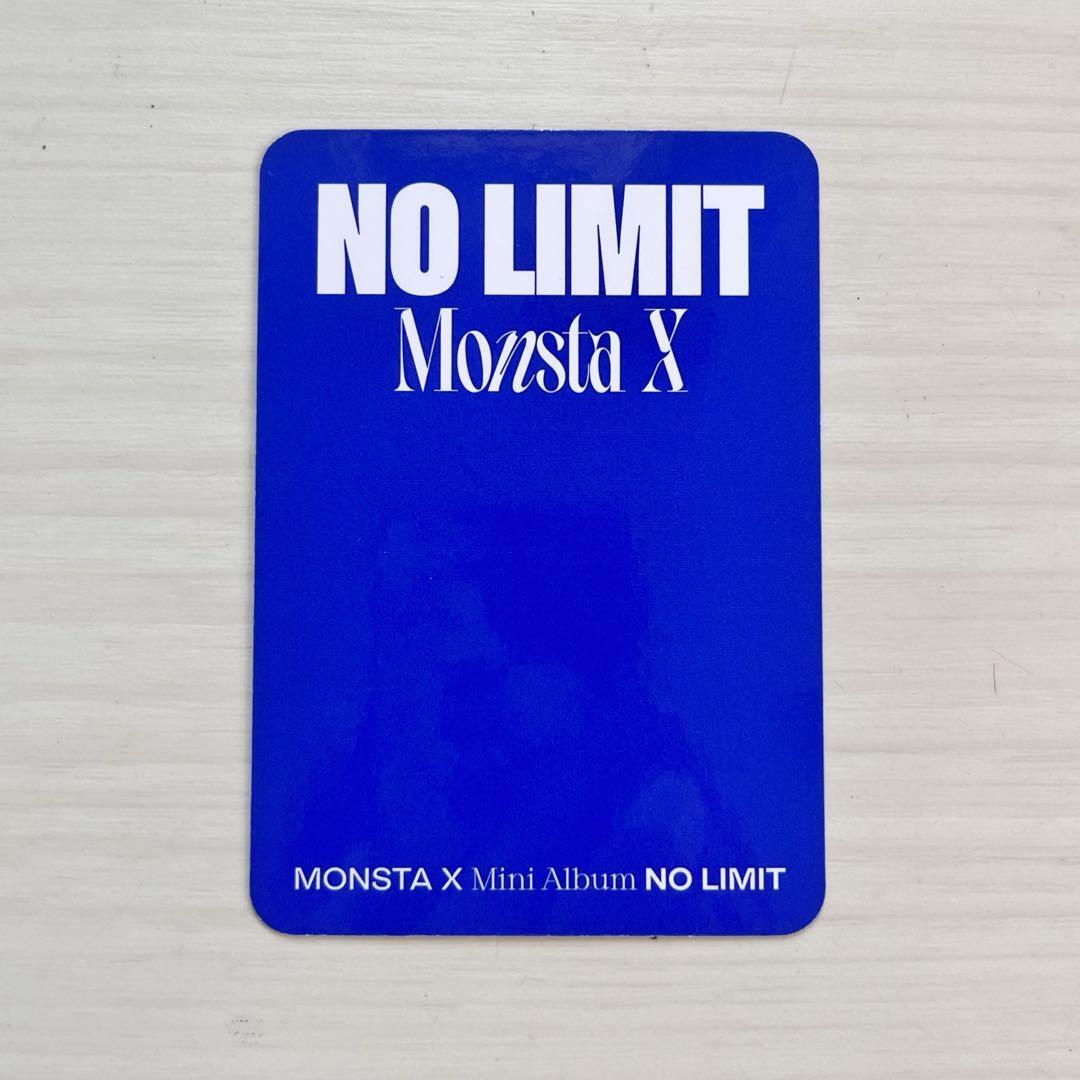 NO LIMIT
Monsta X
MONSTA X Mini Album NO LIMIT